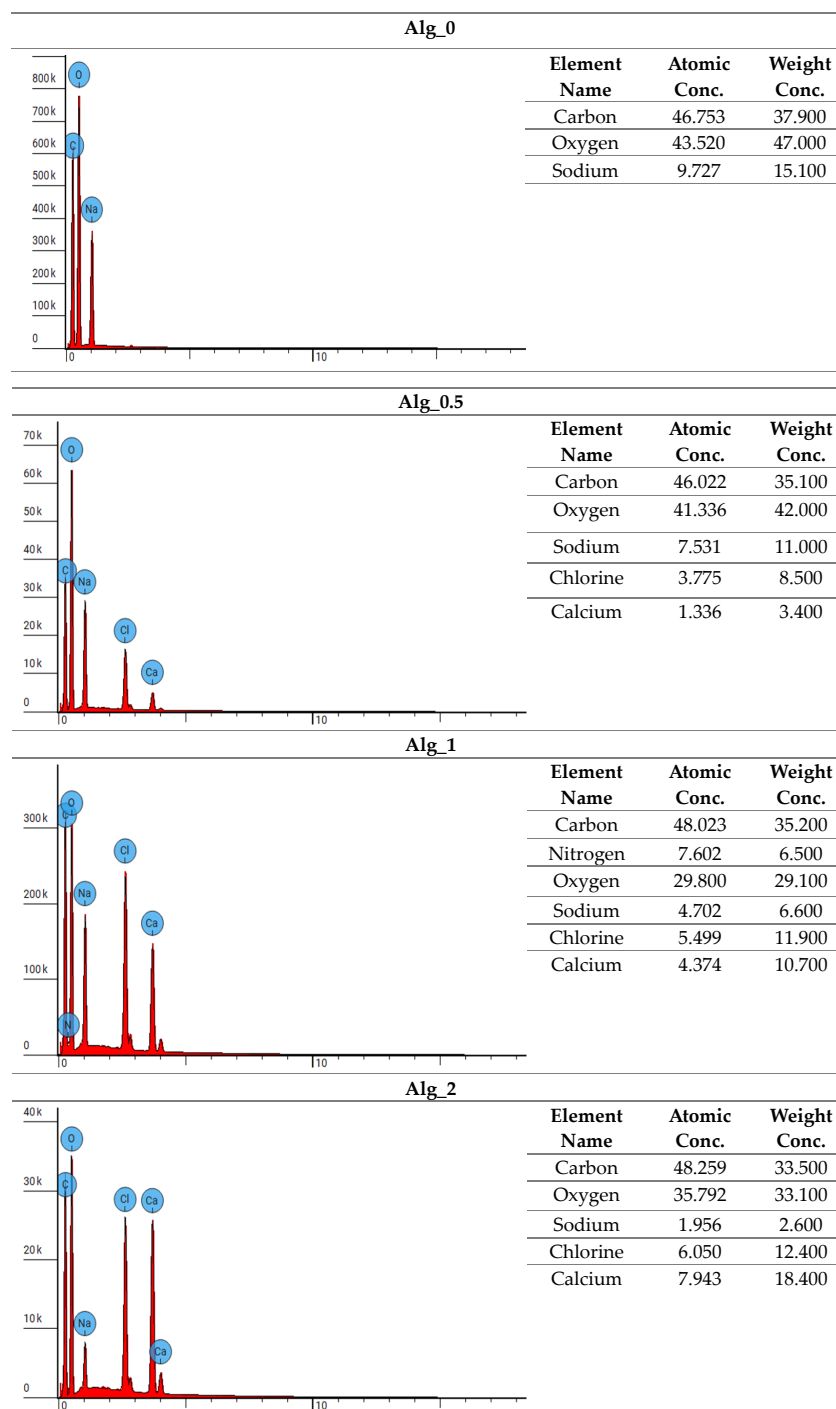 Alg_0
800k
700k
600k
500k
400k
300k
200k
100k
0
O
C
Na
0
10
Element Name Atomic Conc. Weight Conc.
Carbon 46.753 37.900
Oxygen 43.520 47.000
Sodium 9.727 15.100
Alg_0.5
70k
60k
50k
40k
30k
20k
10k
0
O
C
Na
Cl
Ca
0
10
Element Name Atomic Conc. Weight Conc.
Carbon 46.022 35.100
Oxygen 41.336 42.000
Sodium 7.531 11.000
Chlorine 3.775 8.500
Calcium 1.336 3.400
Alg_1
300k
200k
100k
0
C
O
N
Na
Cl
Ca
0
10
Element Name Atomic Conc. Weight Conc.
Carbon 48.023 35.200
Nitrogen 7.602 6.500
Oxygen 29.800 29.100
Sodium 4.702 6.600
Chlorine 5.499 11.900
Calcium 4.374 10.700
Alg_2
40k
30k
20k
10k
0
O
C
Na
Cl
Ca
Ca
0
10
Element Name Atomic Conc. Weight Conc.
Carbon 48.259 33.500
Oxygen 35.792 33.100
Sodium 1.956 2.600
Chlorine 6.050 12.400
Calcium 7.943 18.400